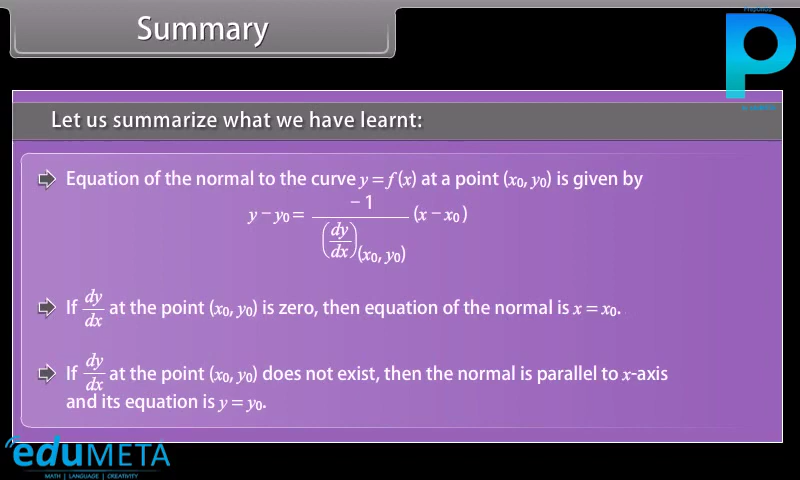 Summary
Let us summarize what we have learnt:
Equation of the normal to the curve y = f (x) at a point (x₀, y₀) is given by
y − y₀ = −1 / (dy/dx)(x₀, y₀) (x − x₀)
If dy/dx at the point (x₀, y₀) is zero, then equation of the normal is x = x₀.
If dy/dx at the point (x₀, y₀) does not exist, then the normal is parallel to x-axis
and its equation is y = y₀.
P
eduMETA
MATH | LANGUAGE | CREATIVITY